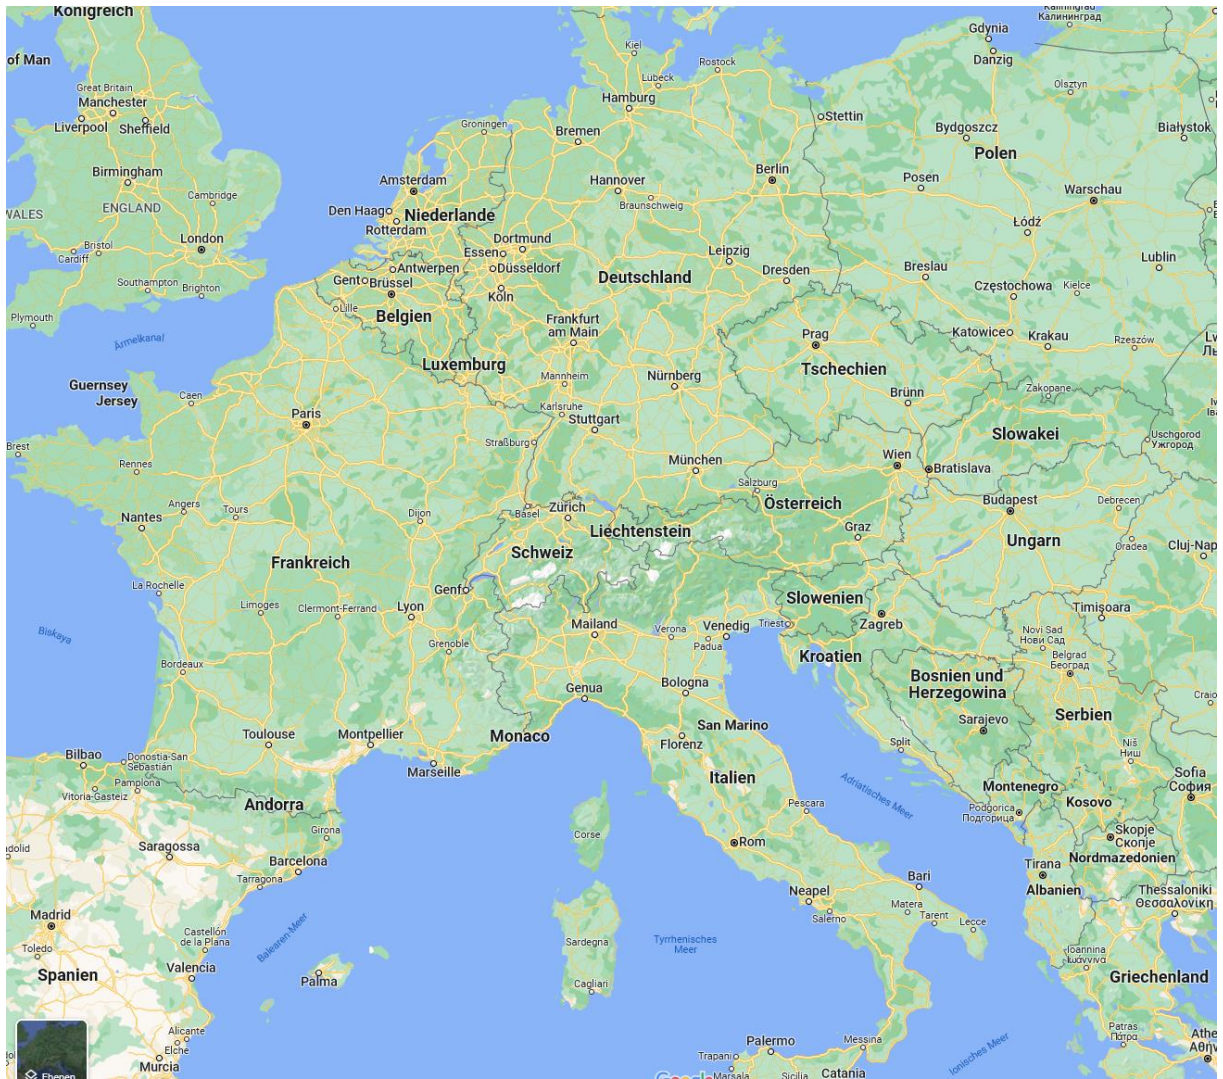 Königreich
Kaliningrad
Калининград
Gdynia
Danzig
Kiel
Rostock
of Man
Olsztyn
Lübeck
Great Britain
Manchester
Hamburg
Stettin
Liverpool
Sheffield
Groningen
Bremen
Bydgoszcz
Białystok
Polen
Birmingham
Amsterdam
Hannover
Berlin
Posen
Warschau
Cambridge
Braunschweig
WALES
ENGLAND
Den Haag
Niederlande
Rotterdam
Łódź
London
Dortmund
Bristol
Cardiff
Essen
Leipzig
Lublin
Antwerpen
Düsseldorf
Deutschland
Dresden
Breslau
Southampton
Brighton
Gent
Brüssel
Köln
Częstochowa
Kielce
Lille
Plymouth
Belgien
Frankfurt
am Main
Prag
Katowice
Krakau
Rzeszów
Ärmelkanal
Luxemburg
Tschechien
Guernsey
Jersey
Mannheim
Nürnberg
Zakopane
Caen
Brünn
Karlsruhe
Paris
Stuttgart
Straßburg
Slowakei
Uschgorod
Ужгород
Brest
Rennes
München
Wien
Bratislava
Salzburg
Angers
Tours
Dijon
Basel
Zürich
Österreich
Budapest
Debrecen
Nantes
Liechtenstein
Graz
Ungarn
Oradea
Cluj-Nap
Schweiz
Frankreich
La Rochelle
Genf
Limoges
Clermont-Ferrand
Lyon
Slowenien
Timișoara
Biskaya
Mailand
Verona
Venedig
Triest
Zagreb
Novi Sad
Нови Сад
Grenoble
Padua
Kroatien
Belgrad
Београд
Bordeaux
Bologna
Bosnien und
Herzegowina
Genua
Craio
San Marino
Sarajevo
Serbien
Toulouse
Montpellier
Monaco
Florenz
Split
Niš
Ниш
Bilbao
Donostia-San
Sebastián
Marseille
Sofia
София
Vitoria-Gasteiz
Pamplona
Italien
Adriatisches Meer
Montenegro
Andorra
Pescara
Podgorica
Подгорица
Kosovo
Girona
Corse
Skopje
Скопје
Saragossa
Rom
Nordmazedonien
Barcelona
Tirana
Tarragona
Bari
Albanien
Neapel
Matera
Thessaloniki
Θεσσαλονίκη
Madrid
Salerno
Tarent
Lecce
Castellón
de la Plana
Balearen-Meer
Sardegna
Tyrrhenisches
Meer
Toledo
Ioannina
Ιωάννινα
Spanien
Valencia
Palma
Cagliari
Griechenland
Alicante
Elche
Murcia
Palermo
Messina
Ionisches Meer
Patras
Πάτρα
Athe
Αθήν
Trapani
Marsala
Sicilia
Catania
Ebenen
Google